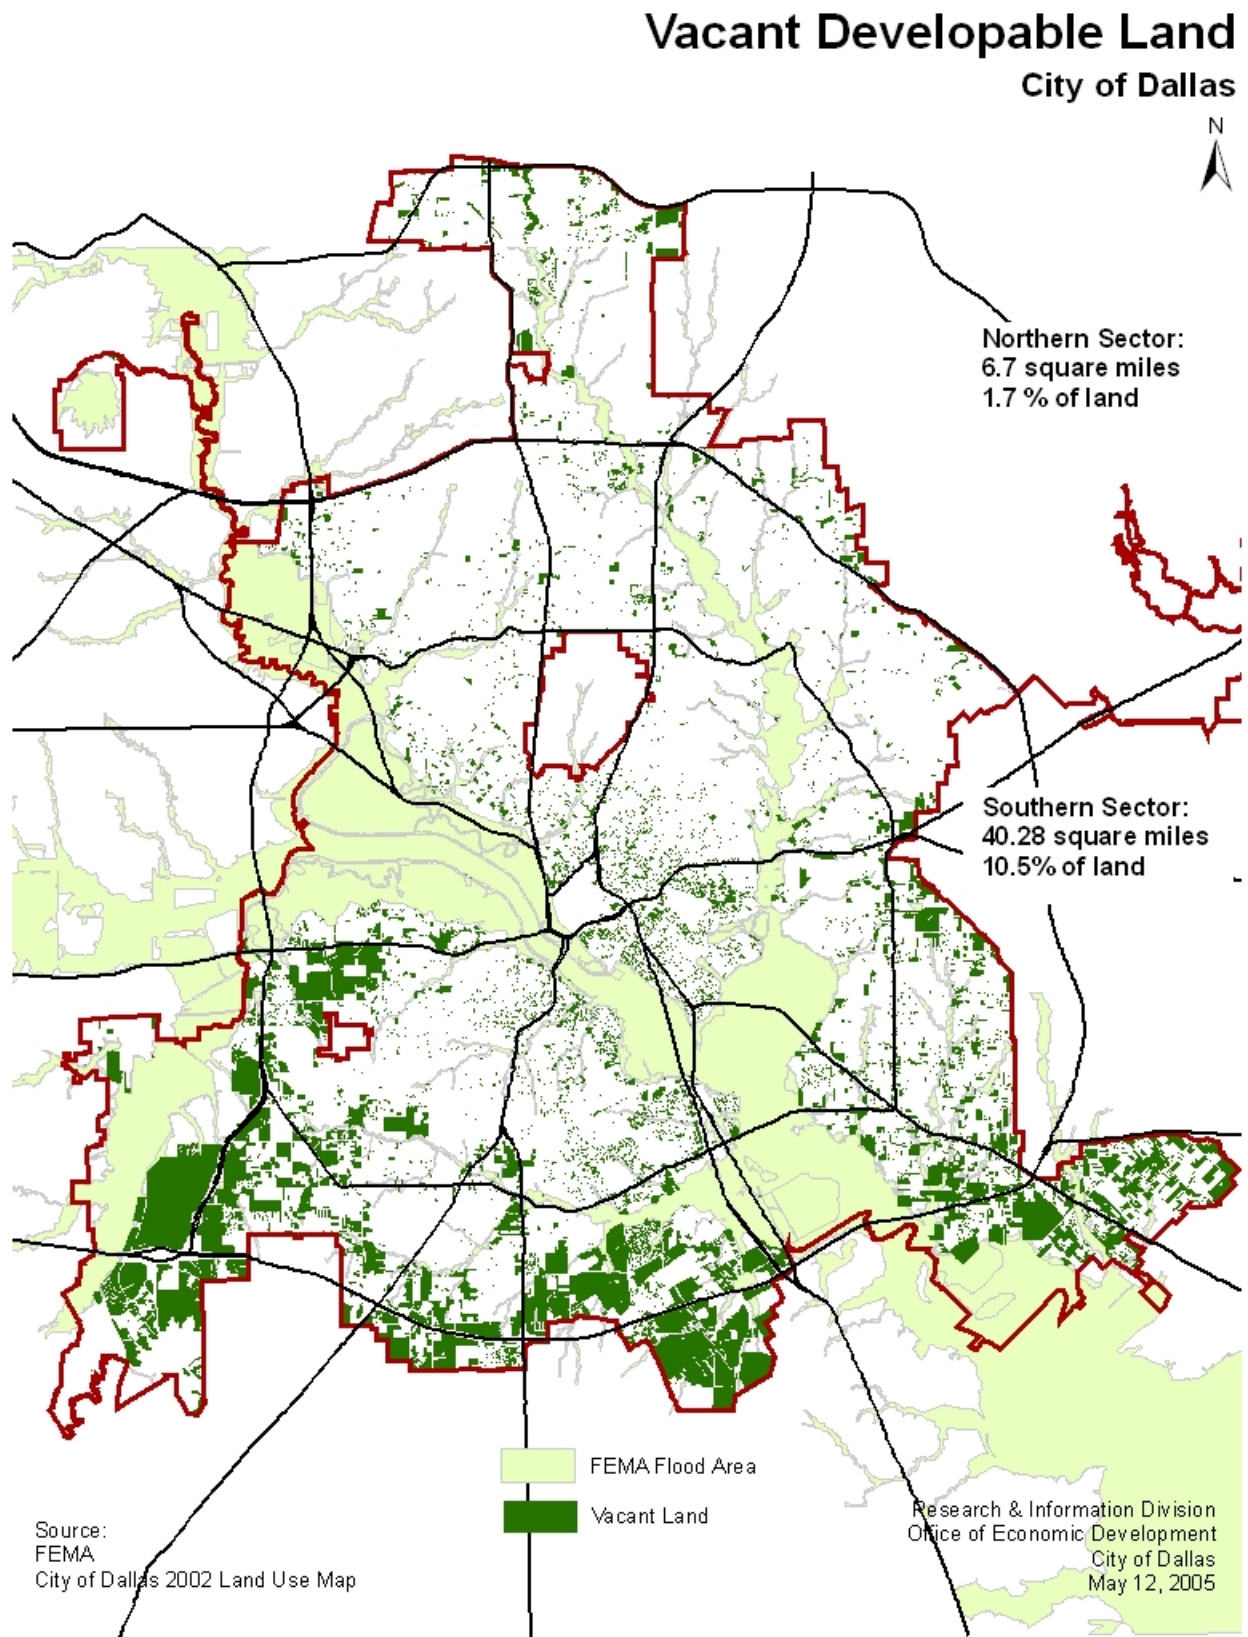 Vacant Developable Land
City of Dallas
N
Northern Sector:
6.7 square miles
1.7 % of land
Southern Sector:
40.28 square miles
10.5% of land
FEMA Flood Area
Vacant Land
Source:
FEMA
City of Dallas 2002 Land Use Map
Research & Information Division
Office of Economic Development
City of Dallas
May 12, 2005